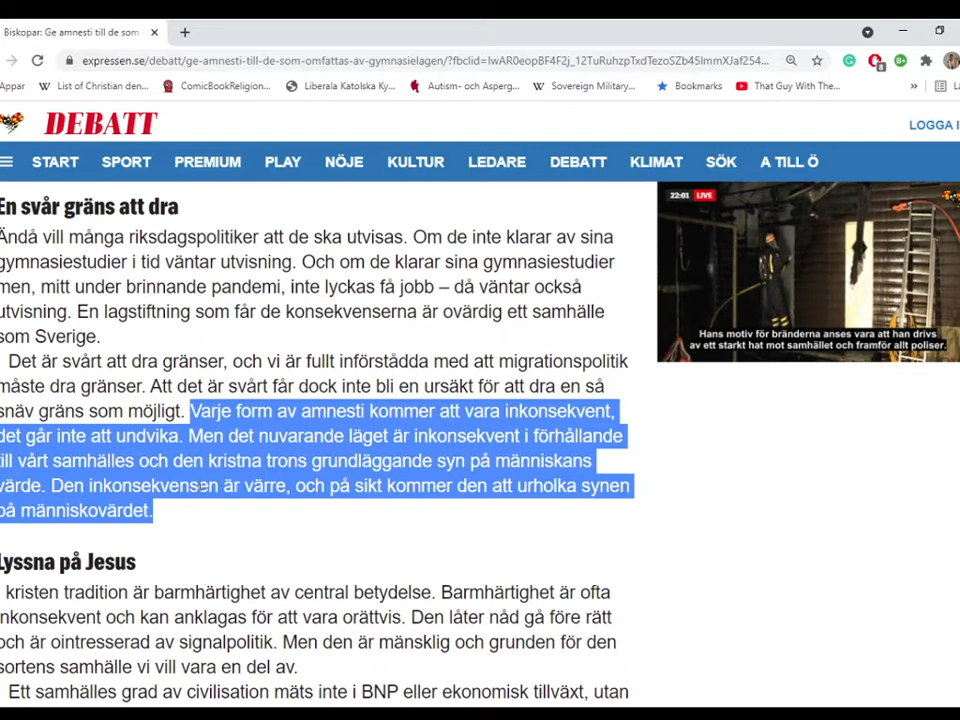 Biskopar: Ge amnesti till de som
expressen.se/debatt/ge-amnesti-till-de-som-omfattas-av-gymnasielagen/?fbclid=IwAR0eopBF4F2j_12TuRuhzpTxdTezoSZb45ImmXJaf254...
Appar
List of Christian den...
ComicBookReligion...
Liberala Katolska Ky...
Autism- och Asperg...
Sovereign Military...
Bookmarks
That Guy With The...
»
DEBATT
LOGGA I
START SPORT PREMIUM PLAY NÖJE KULTUR LEDARE DEBATT KLIMAT SÖK A TILL Ö
En svår gräns att dra
Ändå vill många riksdagspolitiker att de ska utvisas. Om de inte klarar av sina
gymnasiestudier i tid väntar utvisning. Och om de klarar sina gymnasiestudier
men, mitt under brinnande pandemi, inte lyckas få jobb – då väntar också
utvisning. En lagstiftning som får de konsekvenserna är ovärdig ett samhälle
som Sverige.
Det är svårt att dra gränser, och vi är fullt införstådda med att migrationspolitik
måste dra gränser. Att det är svårt får dock inte bli en ursäkt för att dra en så
snäv gräns som möjligt. Varje form av amnesti kommer att vara inkonsekvent,
det går inte att undvika. Men det nuvarande läget är inkonsekvent i förhållande
till vårt samhälles och den kristna trons grundläggande syn på människans
värde. Den inkonsekvensen är värre, och på sikt kommer den att urholka synen
på människovärdet.
22:01 LIVE
Hans motiv för bränderna anses vara att han drivs
av ett starkt hat mot samhället och framför allt poliser.
Lyssna på Jesus
kristen tradition är barmhärtighet av central betydelse. Barmhärtighet är ofta
inkonsekvent och kan anklagas för att vara orättvis. Den låter nåd gå före rätt
och är ointresserad av signalpolitik. Men den är mänsklig och grunden för den
sortens samhälle vi vill vara en del av.
Ett samhälles grad av civilisation mäts inte i BNP eller ekonomisk tillväxt, utan